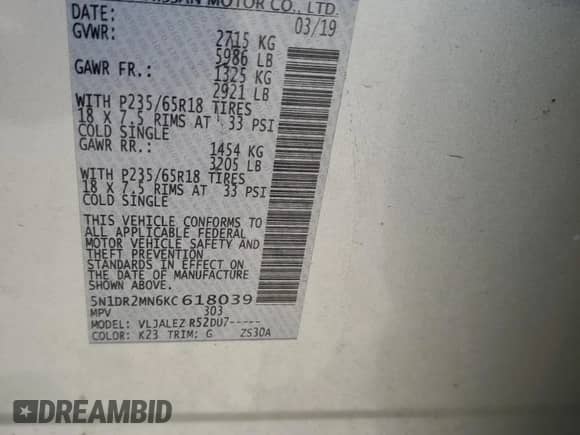 NISSAN MOTOR CO., LTD.
DATE: 03/19
GVWR: 2715 KG
5986 LB
GAWR FR.: 1325 KG
2921 LB
WITH P235/65R18 TIRES
18 X 7.5 RIMS AT 33 PSI
COLD SINGLE
GAWR RR.: 1454 KG
3205 LB
WITH P235/65R18 TIRES
18 X 7.5 RIMS AT 33 PSI
COLD SINGLE
THIS VEHICLE CONFORMS TO
ALL APPLICABLE FEDERAL
MOTOR VEHICLE SAFETY AND
THEFT PREVENTION
STANDARDS IN EFFECT ON
THE DATE OF MANUFACTURE
SHOWN ABOVE.
5N1DR2MN6KC618039
MPV 303
MODEL: VLJALEZ R52DU7-----
COLOR: K23 TRIM: G ZS30A
DREAMBID